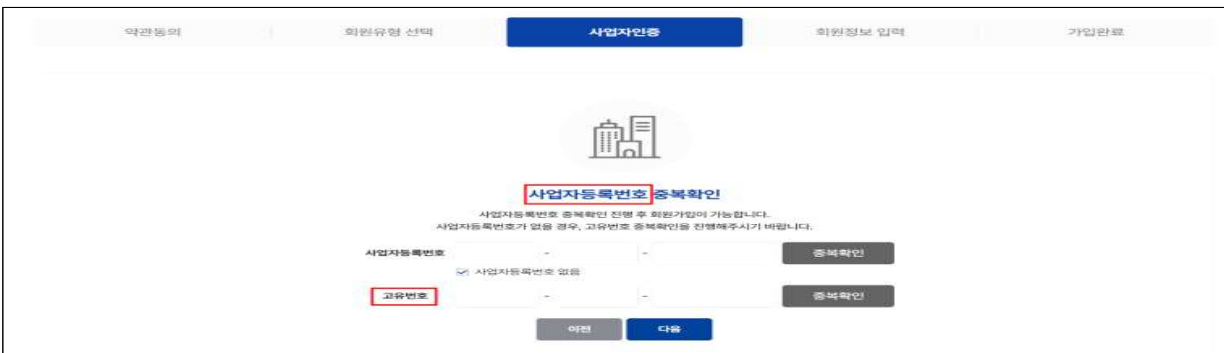 약관동의 회원유형 선택 사업자인증 회원정보 입력 가입완료
사업자등록번호 중복확인
사업자등록번호 중복확인 진행 후 회원가입이 가능합니다.
사업자등록번호가 없을 경우, 고유번호 중복확인을 진행해주시기 바랍니다.
사업자등록번호 - - 중복확인
사업자등록번호 없음
고유번호 - - 중복확인
이전 다음